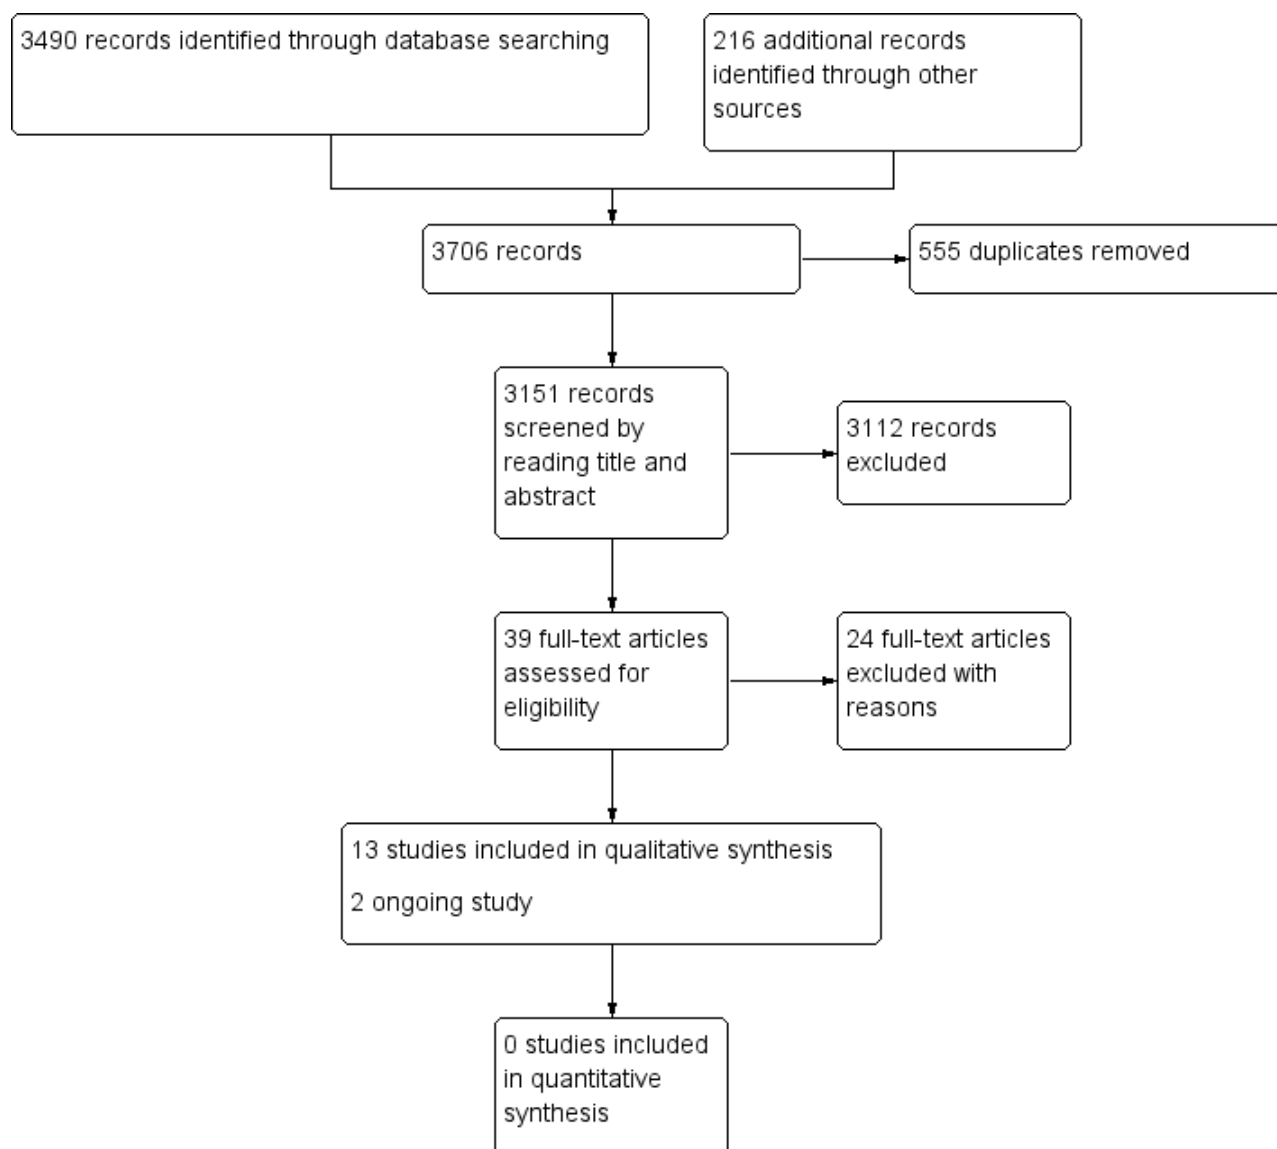 3490 records identified through database searching
216 additional records
identified through other
sources
3706 records
555 duplicates removed
3151 records
screened by
reading title and
abstract
3112 records
excluded
39 full-text articles
assessed for
eligibility
24 full-text articles
excluded with
reasons
13 studies included in qualitative synthesis
2 ongoing study
0 studies included
in quantitative
synthesis